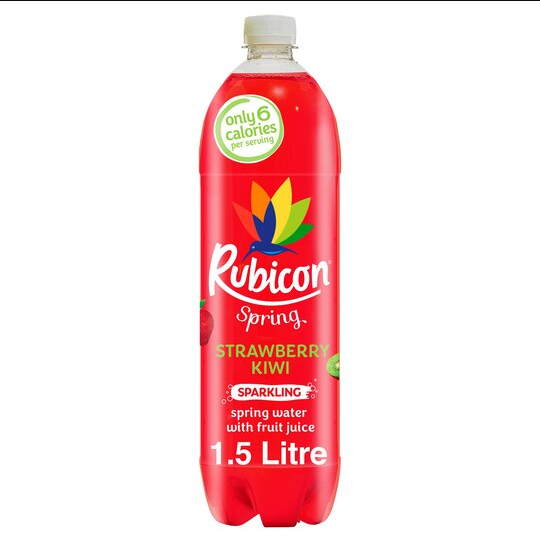 only 6
calories
per serving
Rubicon®
Spring
STRAWBERRY
KIWI
SPARKLING
spring water
with fruit juice
1.5 Litre